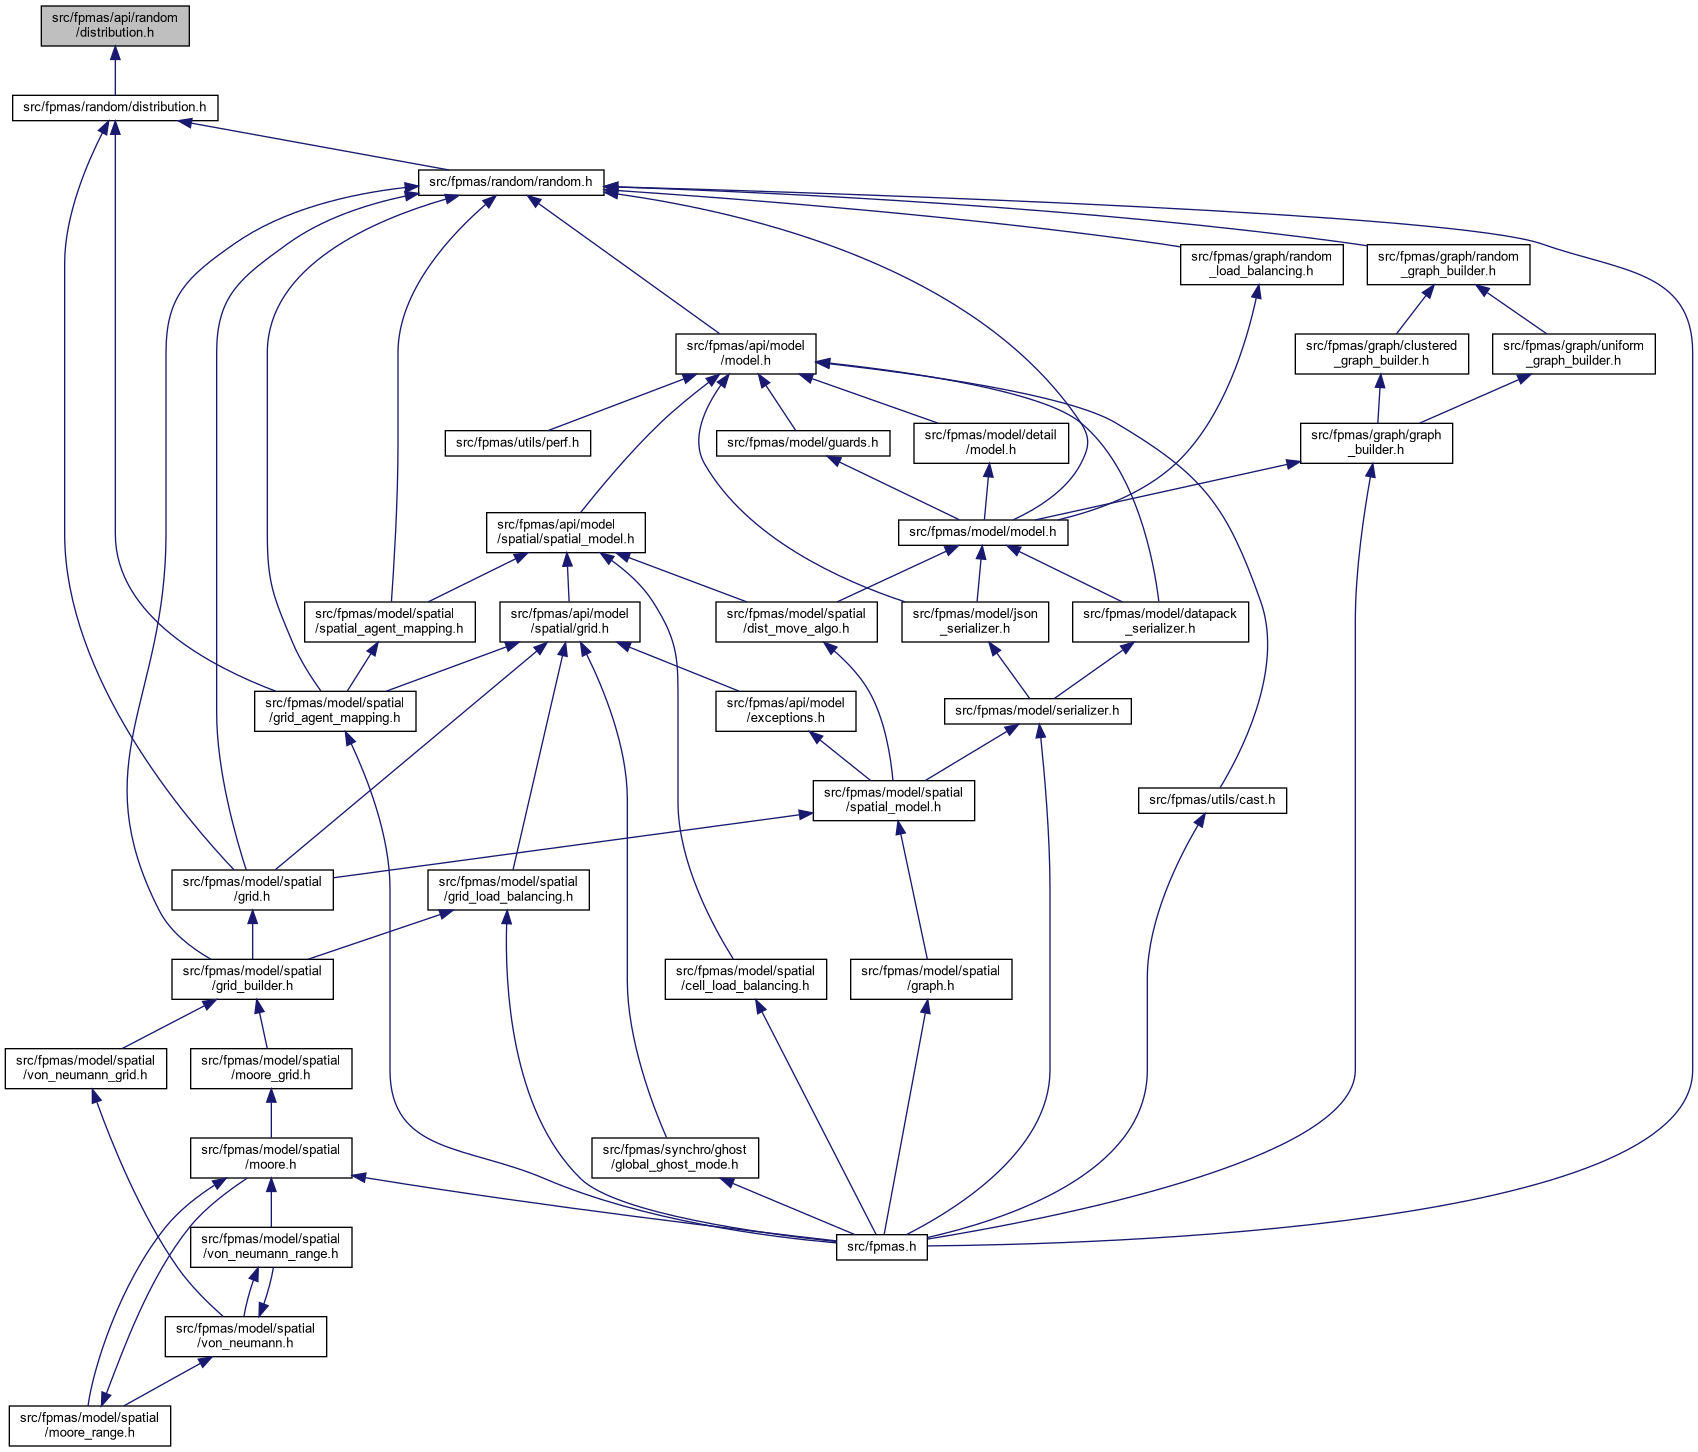 src/fpmas/api/random
/distribution.h
src/fpmas/random/distribution.h
src/fpmas/random/random.h
src/fpmas/graph/random
_load_balancing.h
src/fpmas/graph/random
_graph_builder.h
src/fpmas/api/model
/model.h
src/fpmas/graph/clustered
_graph_builder.h
src/fpmas/graph/uniform
_graph_builder.h
src/fpmas/utils/perf.h
src/fpmas/model/guards.h
src/fpmas/model/detail
/model.h
src/fpmas/graph/graph
_builder.h
src/fpmas/api/model
/spatial/spatial_model.h
src/fpmas/model/model.h
src/fpmas/model/spatial
/spatial_agent_mapping.h
src/fpmas/api/model
/spatial/grid.h
src/fpmas/model/spatial
/dist_move_algo.h
src/fpmas/model/json
_serializer.h
src/fpmas/model/datapack
_serializer.h
src/fpmas/model/spatial
/grid_agent_mapping.h
src/fpmas/api/model
/exceptions.h
src/fpmas/model/serializer.h
src/fpmas/model/spatial
/spatial_model.h
src/fpmas/utils/cast.h
src/fpmas/model/spatial
/grid.h
src/fpmas/model/spatial
/grid_load_balancing.h
src/fpmas/model/spatial
/grid_builder.h
src/fpmas/model/spatial
/cell_load_balancing.h
src/fpmas/model/spatial
/graph.h
src/fpmas/model/spatial
/von_neumann_grid.h
src/fpmas/model/spatial
/moore_grid.h
src/fpmas/model/spatial
/moore.h
src/fpmas/synchro/ghost
/global_ghost_mode.h
src/fpmas/model/spatial
/von_neumann_range.h
src/fpmas.h
src/fpmas/model/spatial
/von_neumann.h
src/fpmas/model/spatial
/moore_range.h